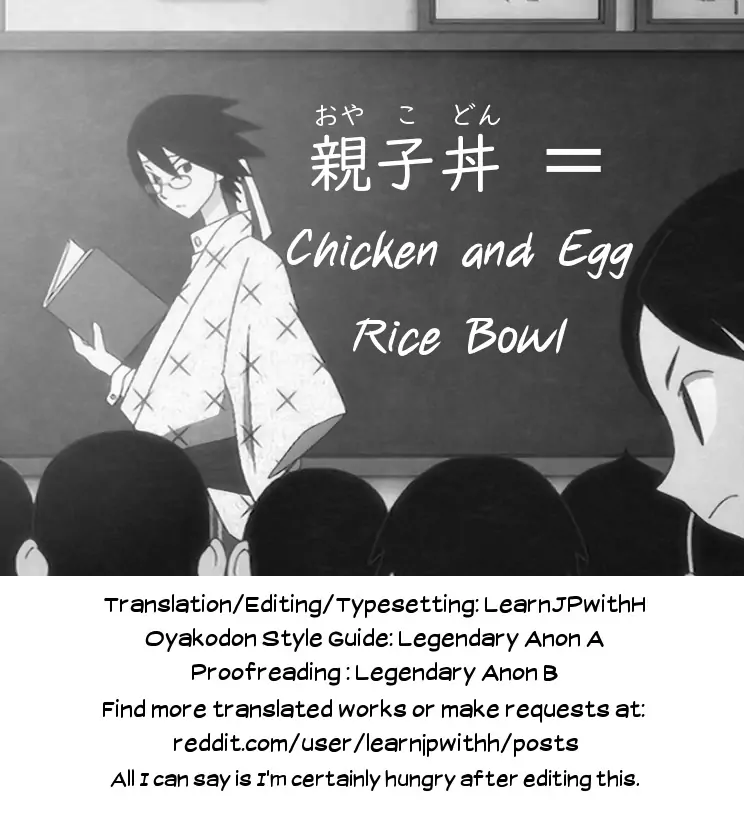 おや こ どん
親子丼 =
Chicken and Egg
Rice Bowl
Translation/Editing/Typesetting: LearnJPwithH
Oyakodon Style Guide: Legendary Anon A
Proofreading : Legendary Anon B
Find more translated works or make requests at:
reddit.com/user/learnjpwithh/posts
All I can say is I'm certainly hungry after editing this.